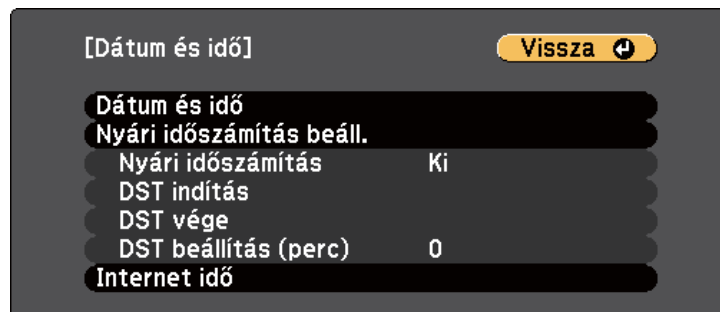 [Dátum és idő] Vissza
Dátum és idő
Nyári időszámítás beáll.
Nyári időszámítás Ki
DST indítás
DST vége
DST beállítás (perc) 0
Internet idő